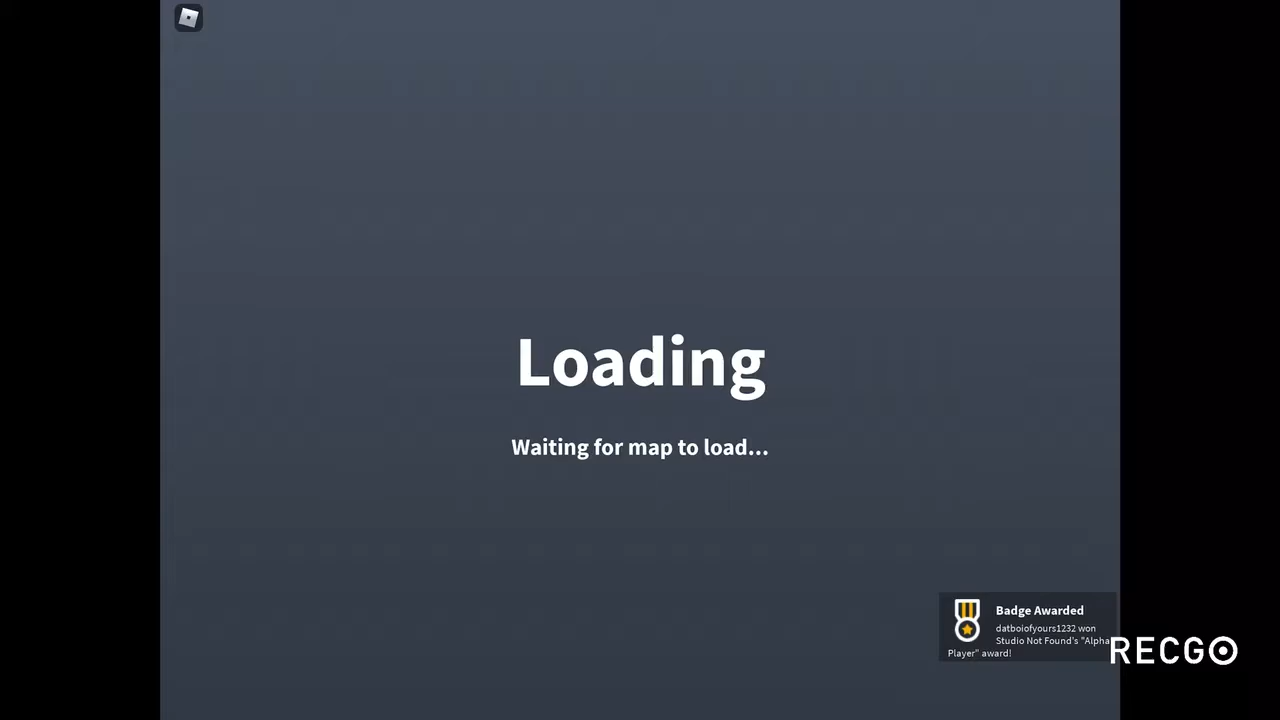 Loading
Waiting for map to load...
Badge Awarded
datboiofyours1232 won
Studio Not Found's "Alpha
Player" award!
RECGO